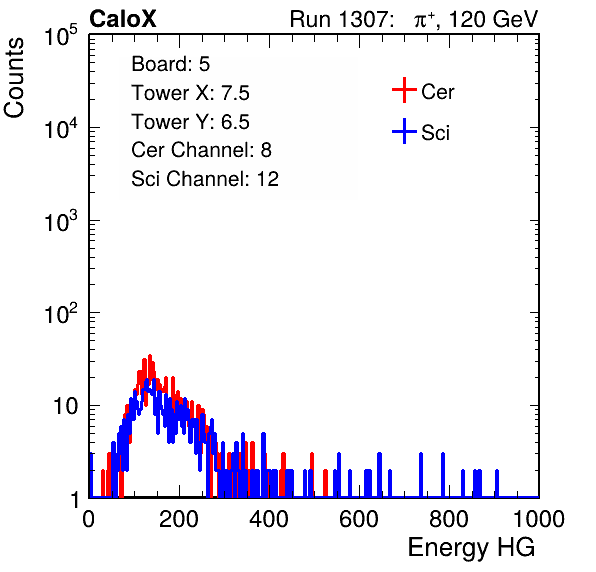 CaloX Run 1307: π⁺, 120 GeV
Counts
Board: 5
Tower X: 7.5
Tower Y: 6.5
Cer Channel: 8
Sci Channel: 12
Cer
Sci
10⁵
10⁴
10³
10²
10
1
0 200 400 600 800 1000
Energy HG